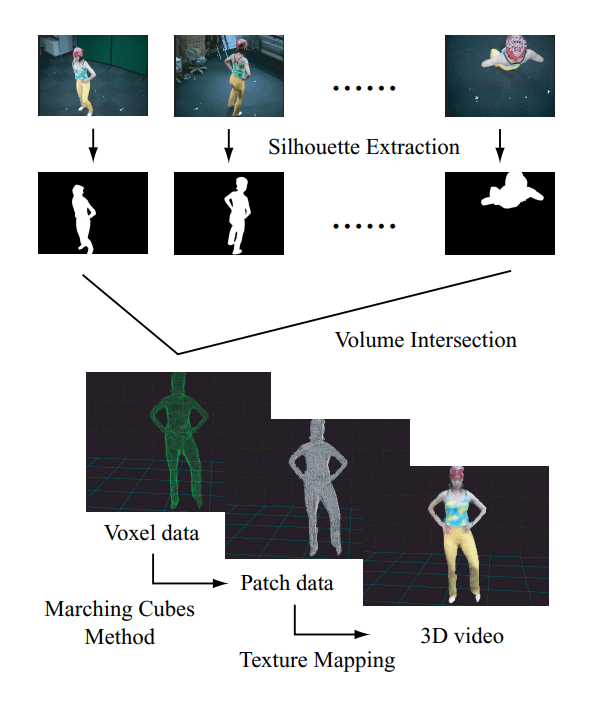 Silhouette Extraction
Volume Intersection
Voxel data
Marching Cubes
Method
Patch data
Texture Mapping
3D video